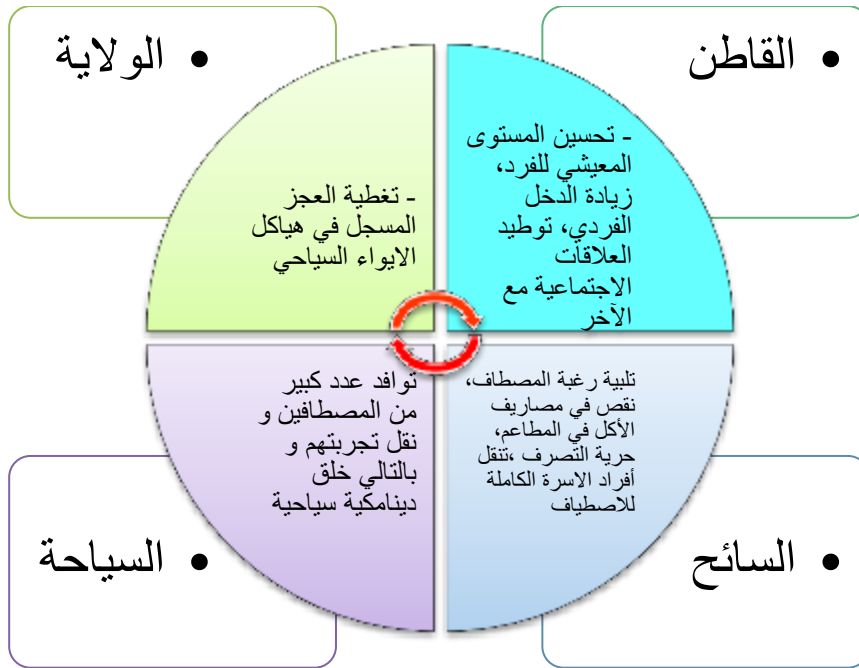 • القاطن
- تحسين المستوى
المعيشي للفرد،
زيادة الدخل
الفردي، توطيد
العلاقات
الاجتماعية مع
الآخر
• الولاية
- تغطية العجز
المسجل في هياكل
الايواء السياحي
• السائح
تلبية رغبة المصطاف،
نقص في مصاريف
الأكل في المطاعم،
حرية التصرف ،تنقل
أفراد الاسرة الكاملة
للاصطياف
• السياحة
توافد عدد كبير
من المصطافين و
نقل تجربتهم و
بالتالي خلق
دينامكية سياحية